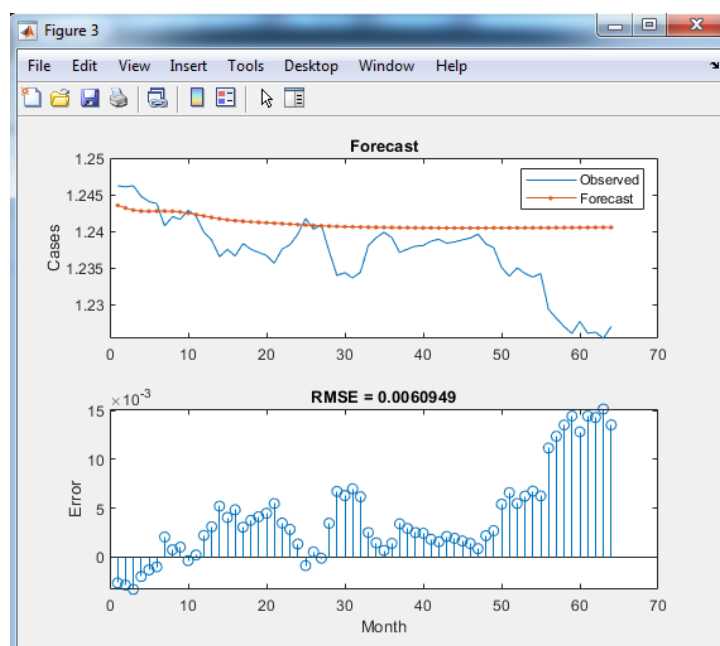 Figure 3
File Edit View Insert Tools Desktop Window Help
Forecast
1.25
1.245
1.24
1.235
1.23
Cases
Observed
Forecast
0 10 20 30 40 50 60 70
×10-3
RMSE = 0.0060949
15
10
5
0
Error
0 10 20 30 40 50 60 70
Month